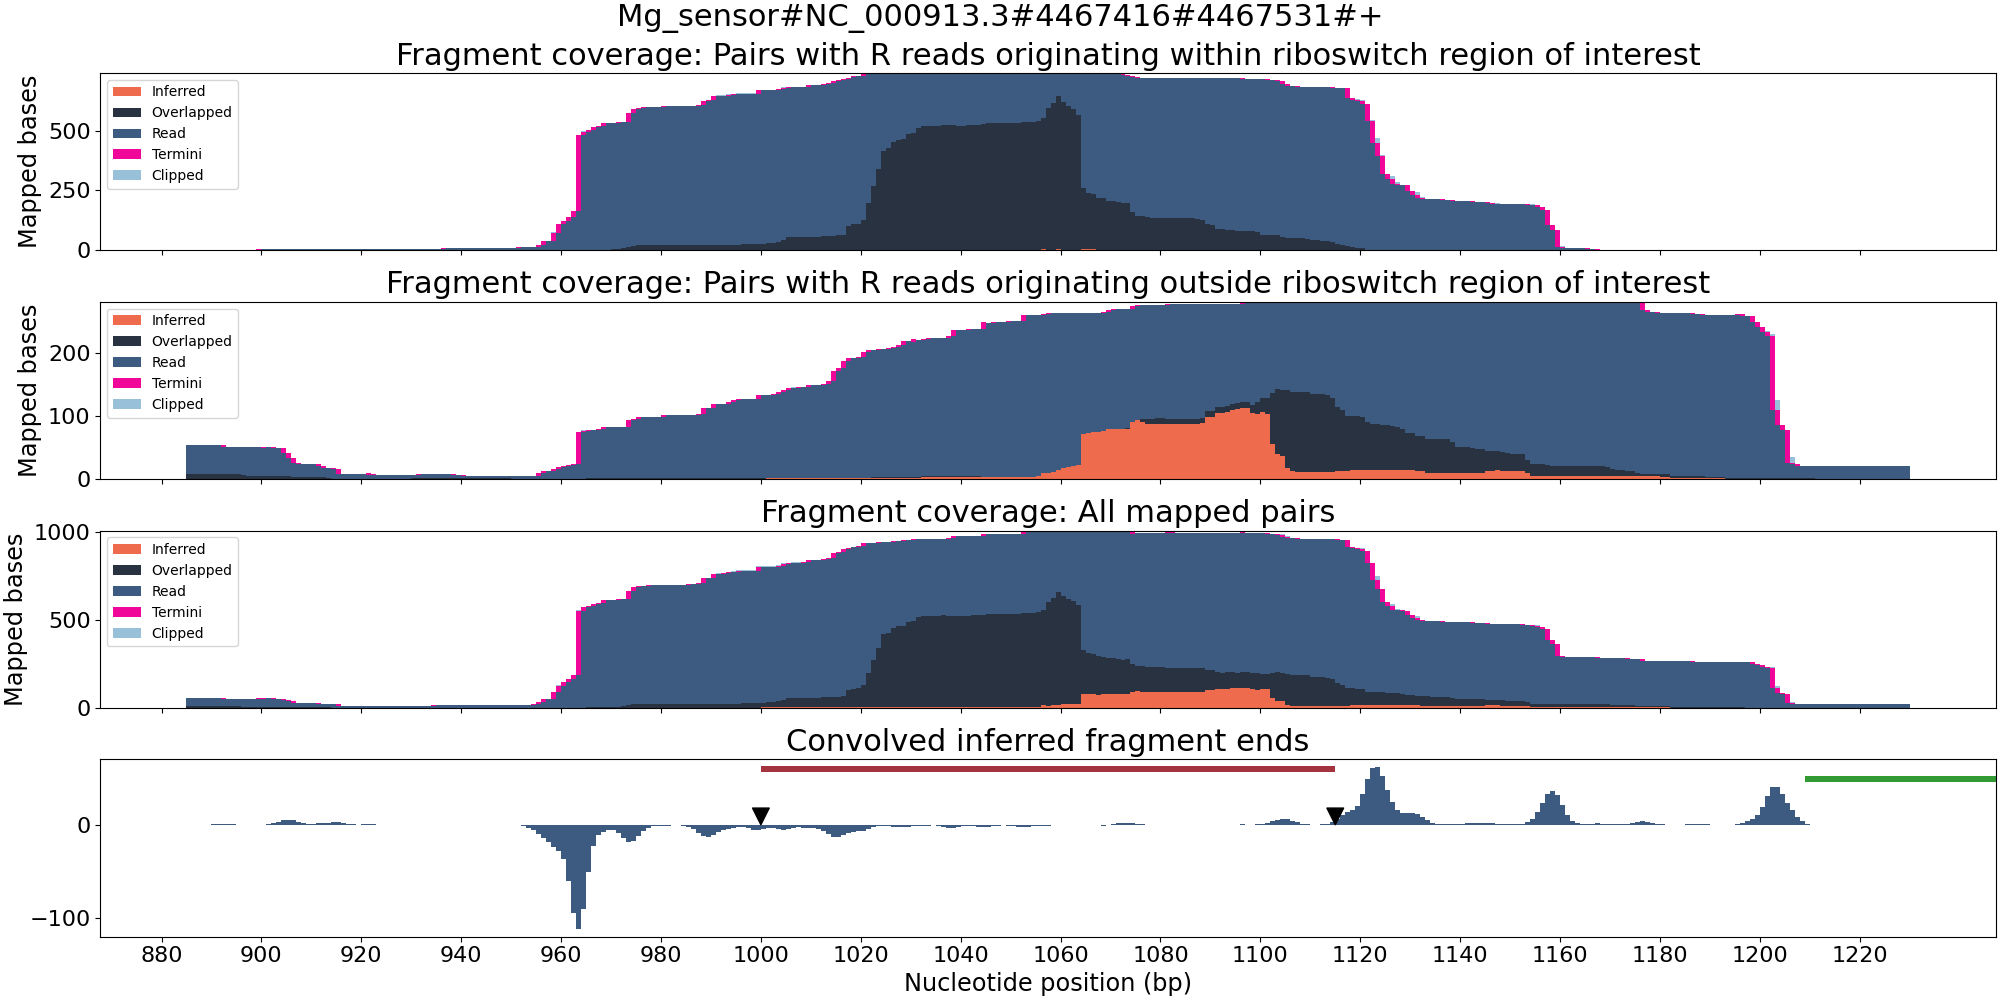 Mg_sensor#NC_000913.3#4467416#4467531#+
Fragment coverage: Pairs with R reads originating within riboswitch region of interest
Mapped bases
500
250
0
Inferred
Overlapped
Read
Termini
Clipped
Fragment coverage: Pairs with R reads originating outside riboswitch region of interest
Mapped bases
200
100
0
Inferred
Overlapped
Read
Termini
Clipped
Fragment coverage: All mapped pairs
Mapped bases
1000
500
0
Inferred
Overlapped
Read
Termini
Clipped
Convolved inferred fragment ends
0
−100
880 900 920 940 960 980 1000 1020 1040 1060 1080 1100 1120 1140 1160 1180 1200 1220
Nucleotide position (bp)